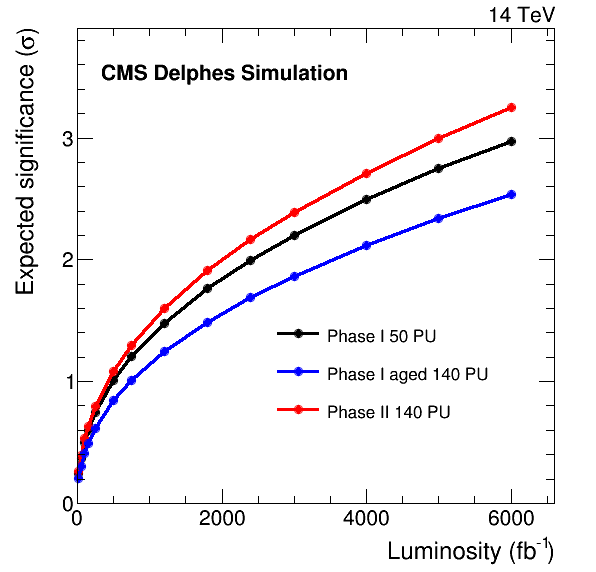 14 TeV
Expected significance (σ)
CMS Delphes Simulation
3
2
1
0
Phase I 50 PU
Phase I aged 140 PU
Phase II 140 PU
0 2000 4000 6000
Luminosity (fb⁻¹)